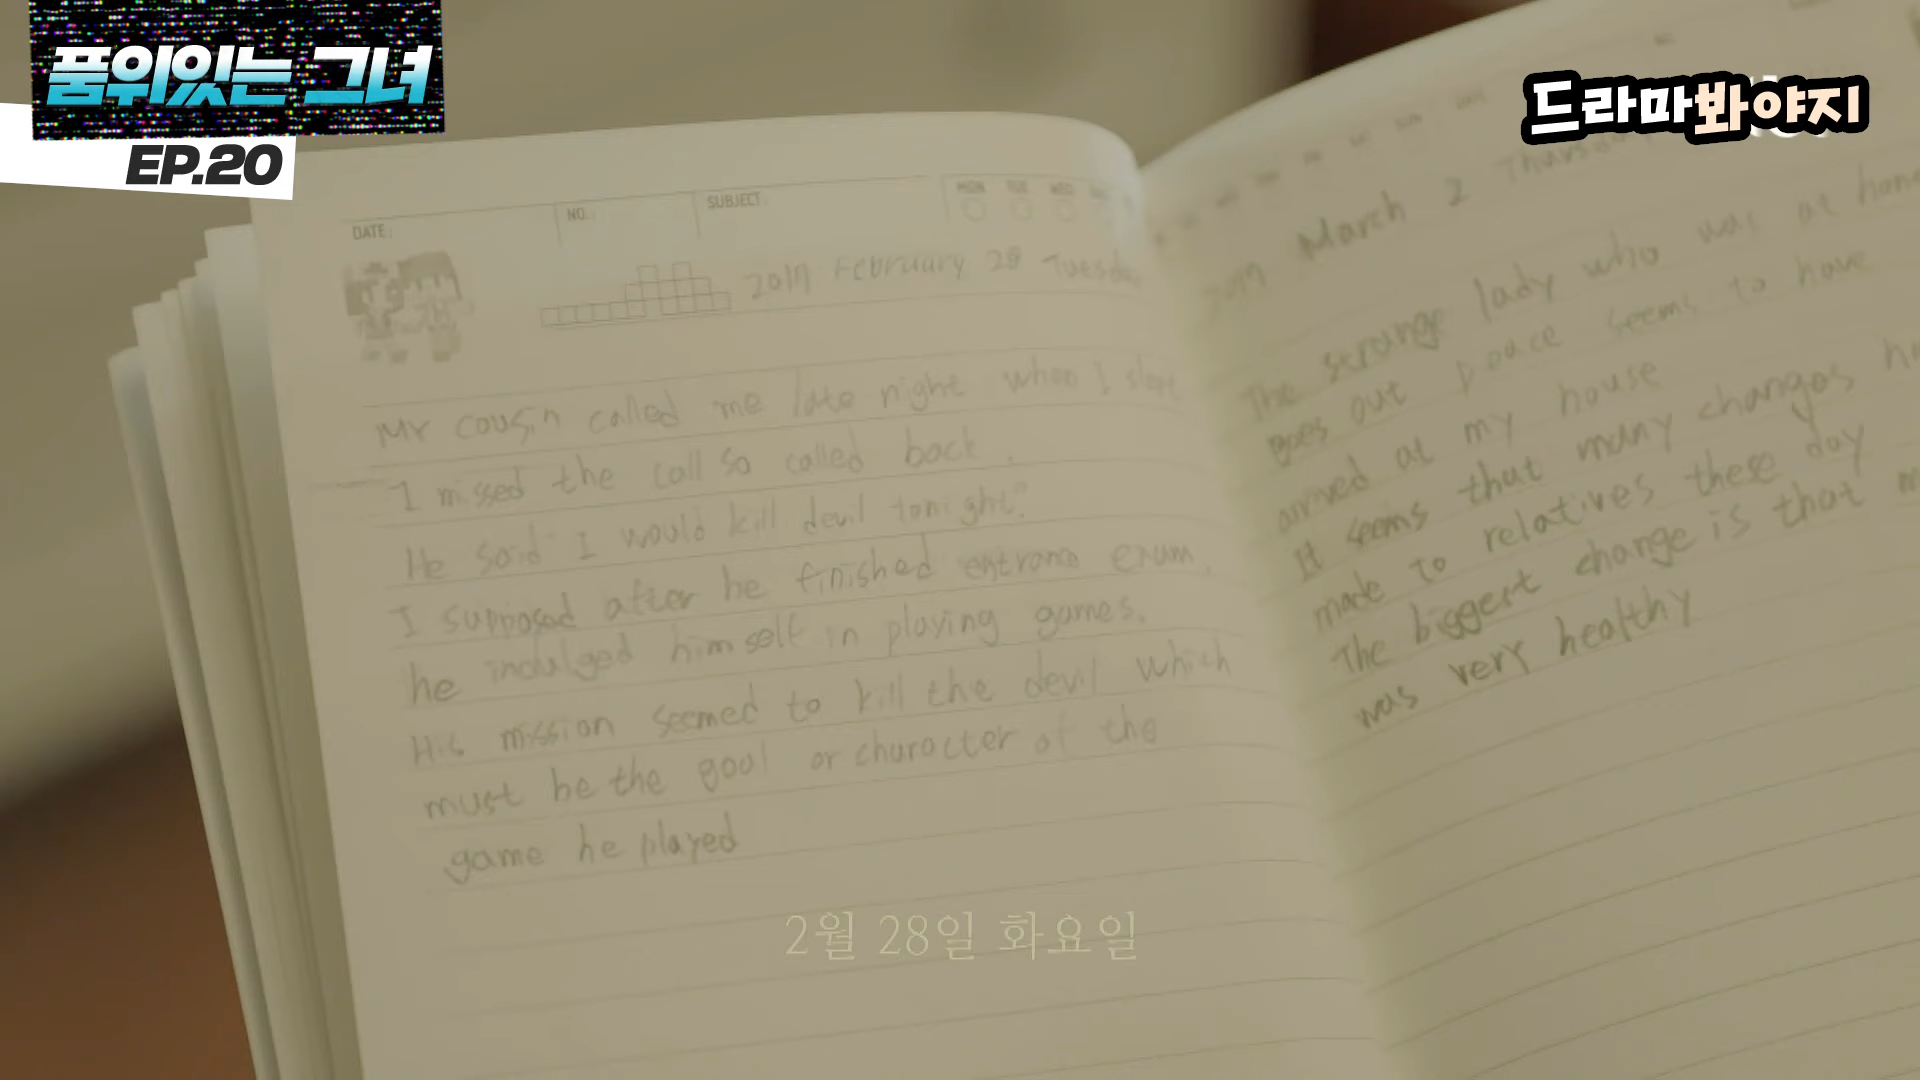 품위있는 그녀
EP.20
드라마봐야지
DATE:
NO.:
SUBJECT:
MON TUE WED
2017 February 28 Tuesday
My cousin called me late night when I slept
I missed the call so called back.
He said "I would kill devil tonight".
I supposed after he finished entrance exam.
he indulged himself in playing games.
His mission seemed to kill the devil which
must be the goal or character of the
game he played
2017 March 2 Thursday
The strange lady who was at home
goes out peace seems to have
arrived at my house
It seems that many changes
made to relatives these day
The biggest change is that
was very healthy
2월 28일 화요일